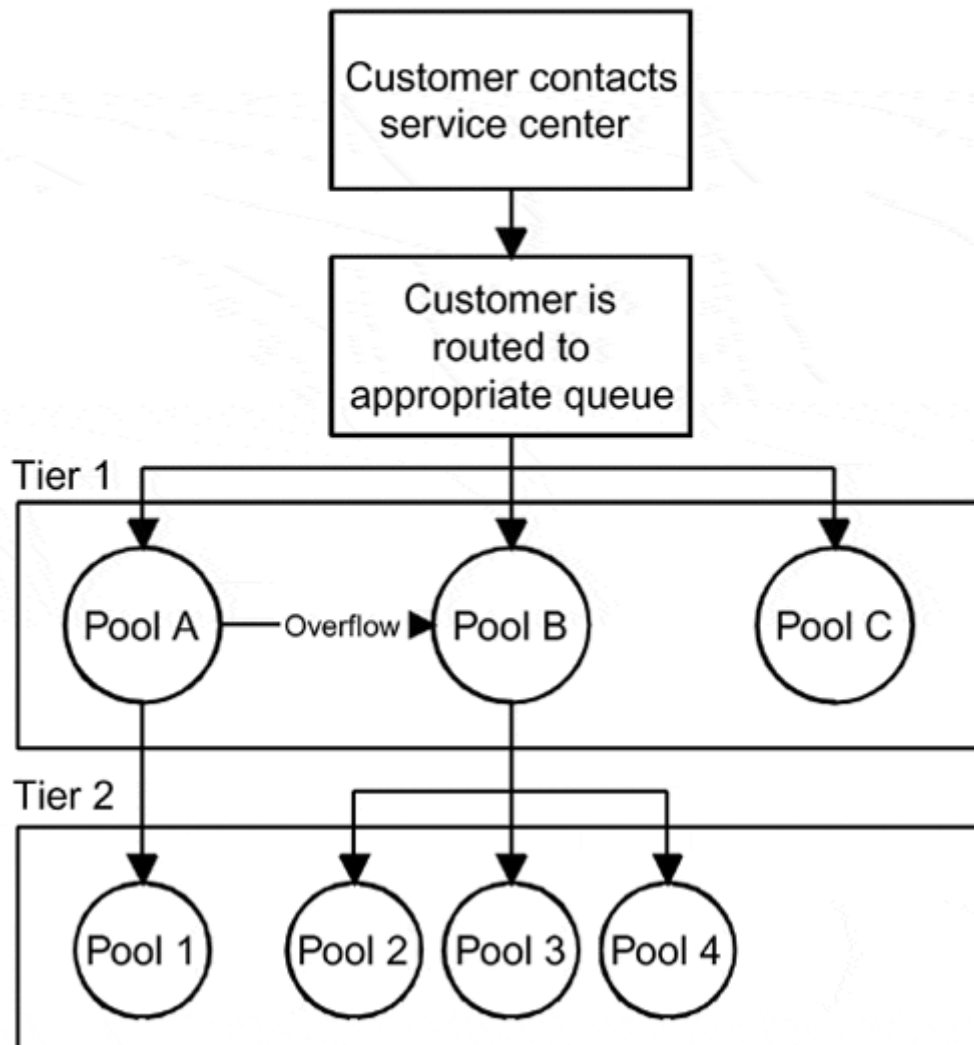 Customer contacts
service center
Customer is
routed to
appropriate queue
Tier 1
Pool A
Overflow
Pool B
Pool C
Tier 2
Pool 1
Pool 2
Pool 3
Pool 4